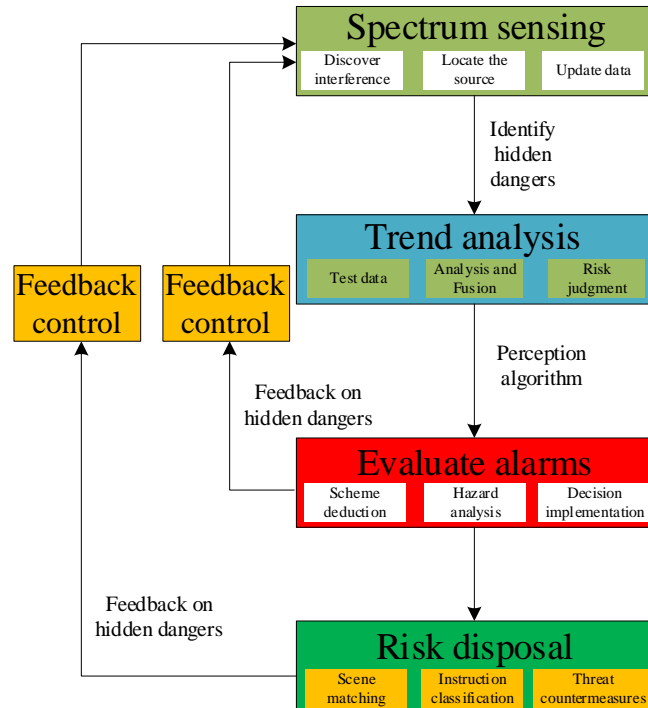 Spectrum sensing
Discover
interference
Locate the
source
Update data
Identify
hidden
dangers
Trend analysis
Test data
Analysis and
Fusion
Risk
judgment
Feedback
control
Feedback
control
Perception
algorithm
Feedback on
hidden dangers
Evaluate alarms
Scheme
deduction
Hazard
analysis
Decision
implementation
Feedback on
hidden dangers
Risk disposal
Scene
matching
Instruction
classification
Threat
countermeasures